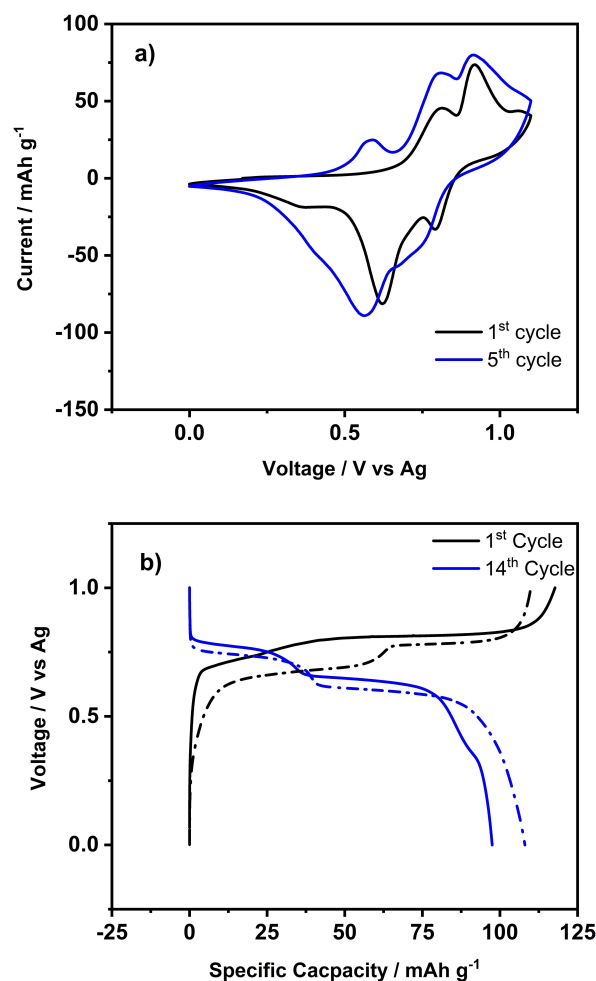 a)
100
50
0
-50
-100
-150
Current / mAh g⁻¹
1ˢᵗ cycle
5ᵗʰ cycle
0.0 0.5 1.0
Voltage / V vs Ag
b)
1ˢᵗ Cycle
14ᵗʰ Cycle
1.0
0.5
0.0
Voltage / V vs Ag
-25 0 25 50 75 100 125
Specific Cacpacity / mAh g⁻¹